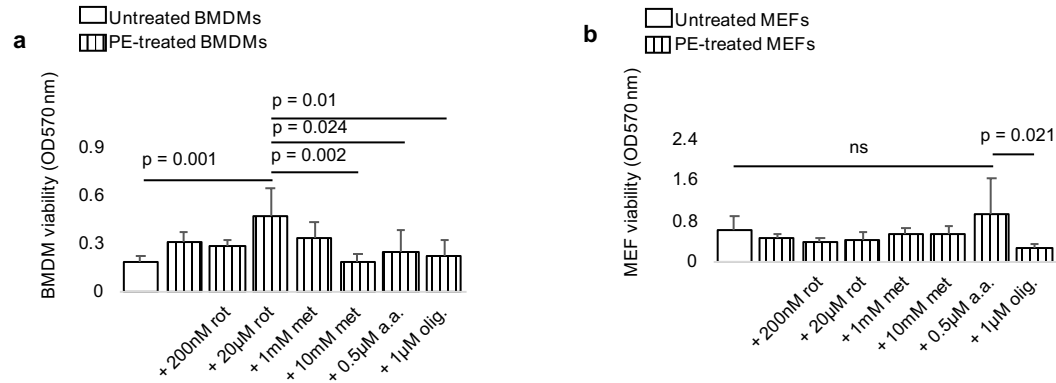 a
Untreated BMDMs
PE-treated BMDMs
BMDM viability (OD570 nm)
0.9
0.6
0.3
0
p = 0.01
p = 0.024
p = 0.001
p = 0.002
+ 200nM rot
+ 20µM rot
+ 1mM met
+ 10mM met
+ 0.5µM a.a.
+ 1µM olig.
b
Untreated MEFs
PE-treated MEFs
MEF viability (OD570 nm)
2.4
1.6
0.8
0
ns
p = 0.021
+ 200nM rot
+ 20µM rot
+ 1mM met
+ 10mM met
+ 0.5µM a.a.
+ 1µM olig.